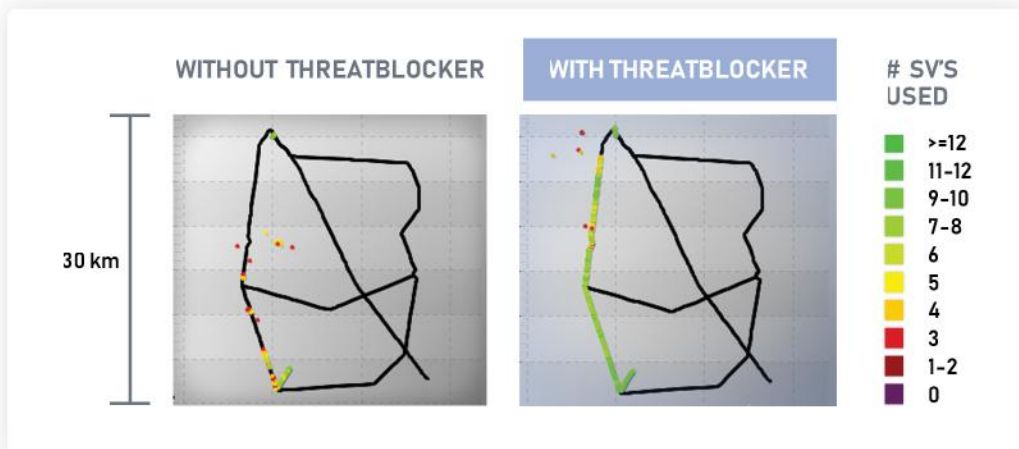 WITHOUT THREATBLOCKER
WITH THREATBLOCKER
# SV'S
USED
30 km
>=12
11-12
9-10
7-8
6
5
4
3
1-2
0